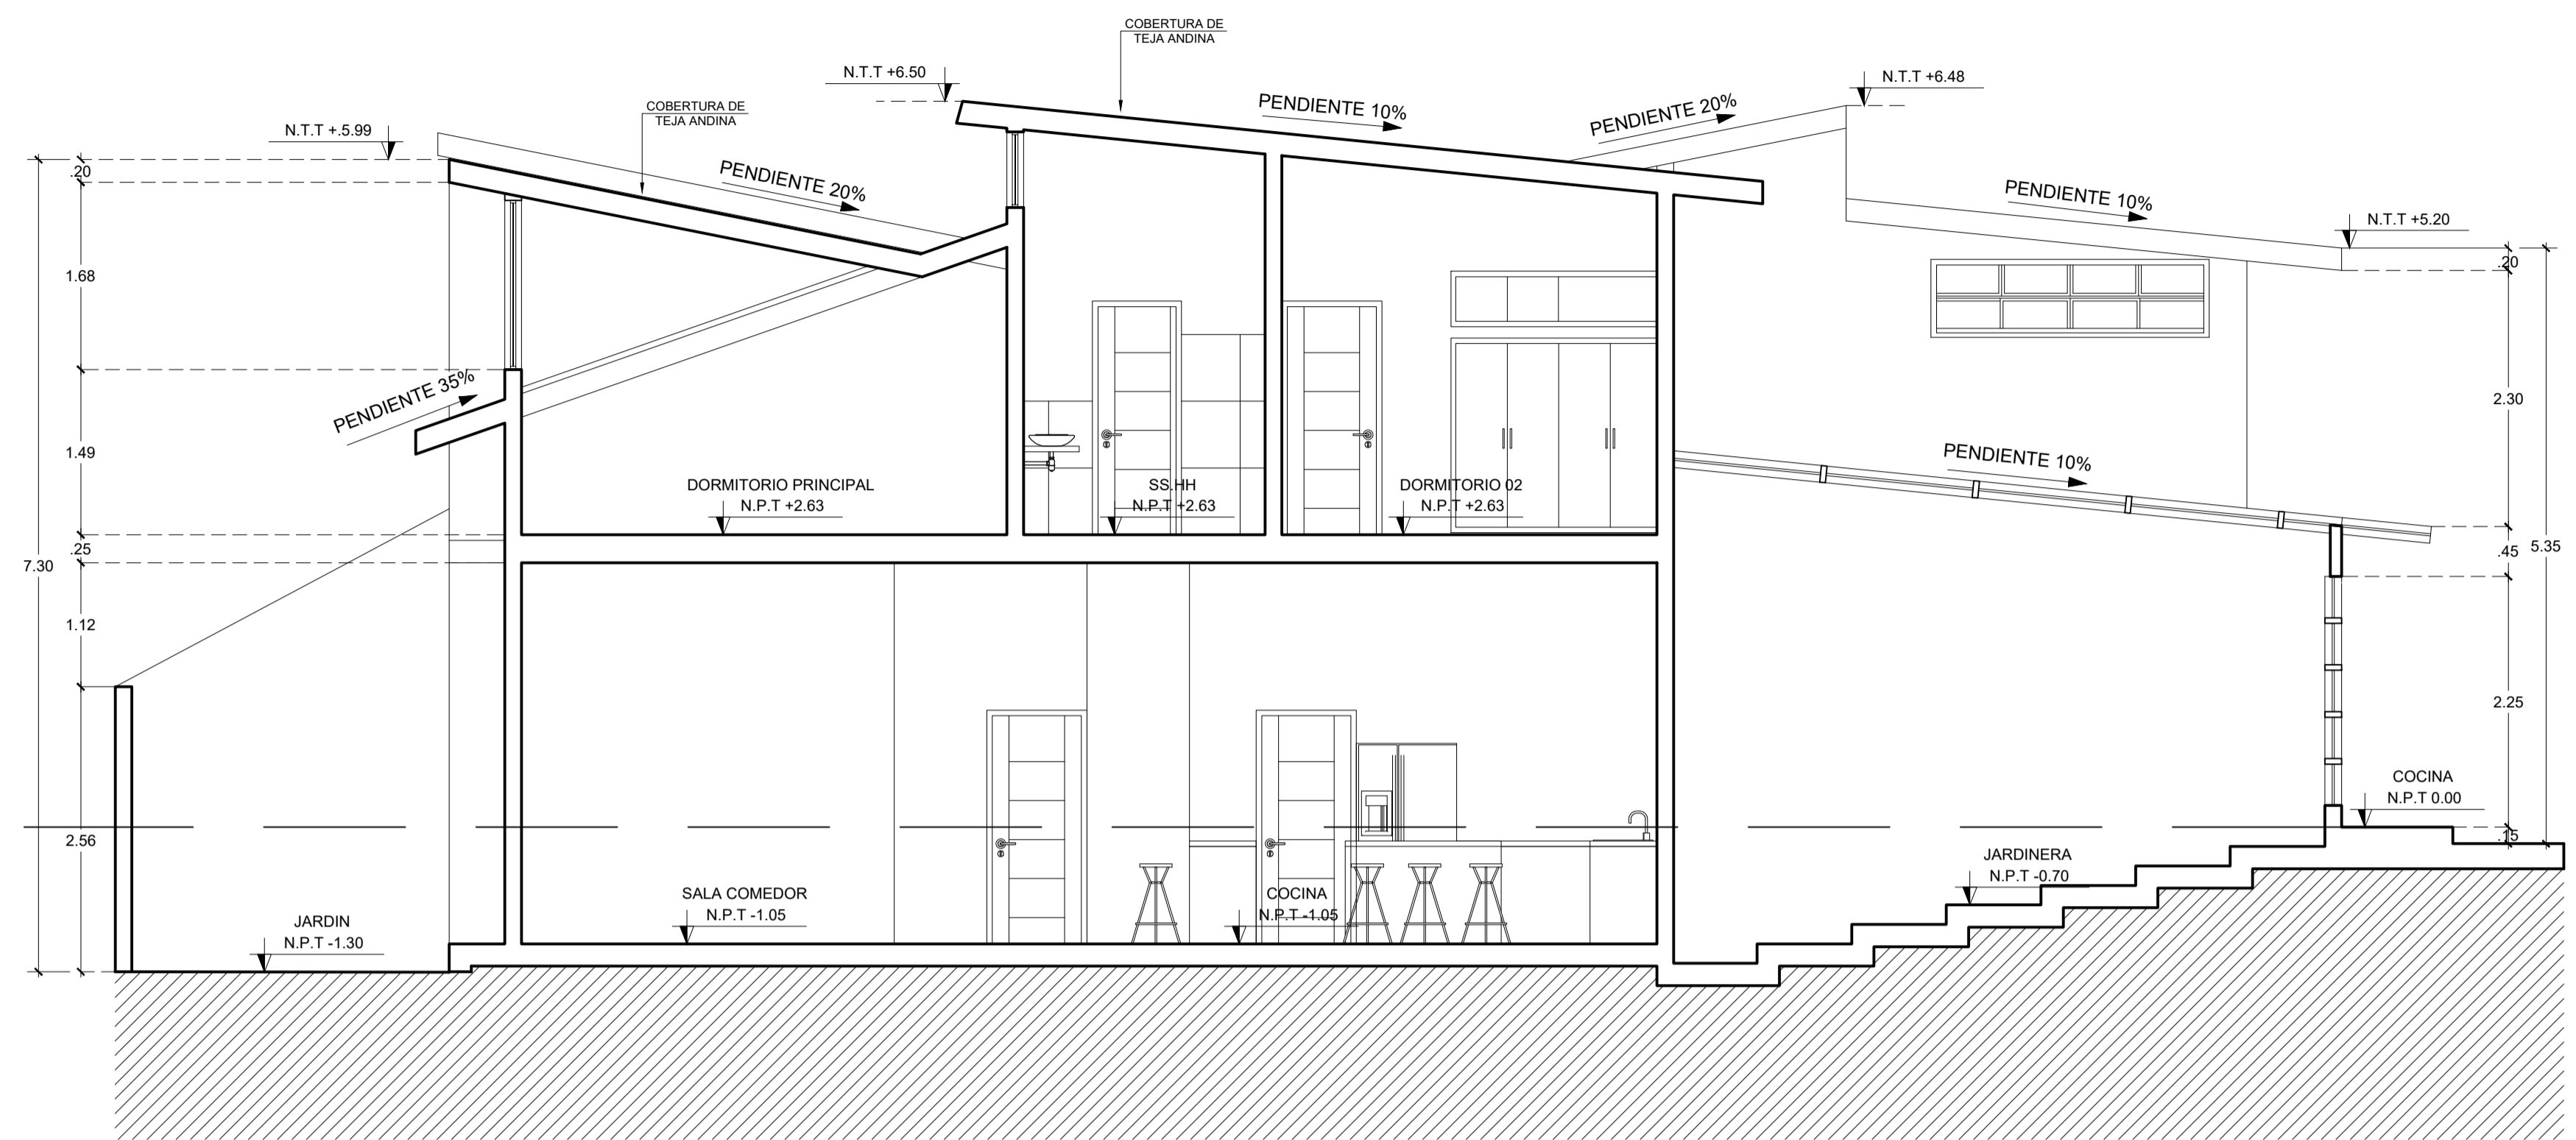 COBERTURA DE
TEJA ANDINA
N.T.T +6.50
N.T.T +6.48
COBERTURA DE
TEJA ANDINA
PENDIENTE 10%
PENDIENTE 20%
N.T.T +.5.99
PENDIENTE 20%
PENDIENTE 10%
N.T.T +5.20
.20
.20
1.68
PENDIENTE 35%
2.30
1.49
PENDIENTE 10%
DORMITORIO PRINCIPAL
N.P.T +2.63
SS.HH
N.P.T +2.63
DORMITORIO 02
N.P.T +2.63
.25
.45
5.35
7.30
1.12
2.25
COCINA
N.P.T 0.00
2.56
.15
JARDINERA
N.P.T -0.70
SALA COMEDOR
N.P.T -1.05
COCINA
N.P.T -1.05
JARDIN
N.P.T -1.30